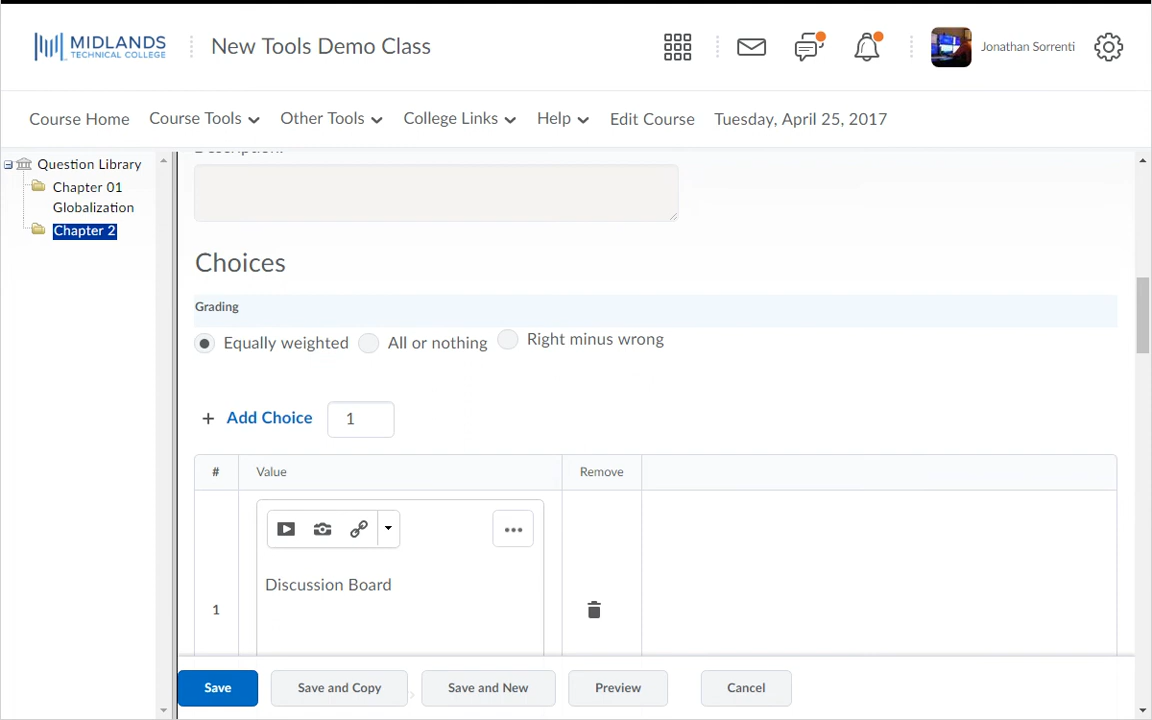 MIDLANDS
TECHNICAL COLLEGE
New Tools Demo Class
Jonathan Sorrenti
Course Home
Course Tools
Other Tools
College Links
Help
Edit Course
Tuesday, April 25, 2017
Question Library
Chapter 01
Globalization
Chapter 2
Choices
Grading
Equally weighted
All or nothing
Right minus wrong
+ Add Choice
1
# Value Remove
Discussion Board
1
Save
Save and Copy
Save and New
Preview
Cancel